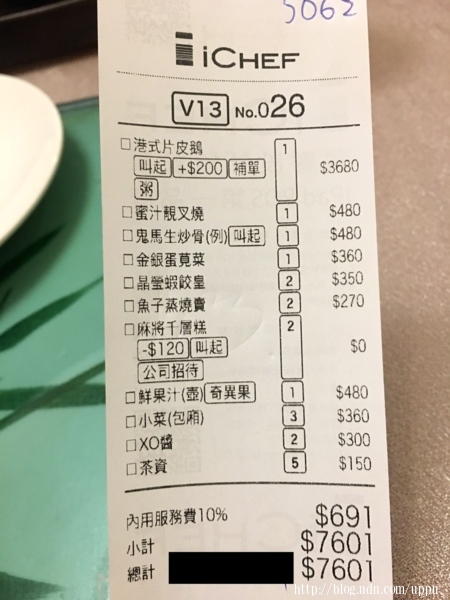 5062
iCHEF
V13 No.026
□港式片皮鵝 1 $3680
叫起 +$200 補單
粥
□蜜汁靚叉燒 1 $480
□鬼馬生炒骨(例) 叫起 1 $480
□金銀蛋莧菜 1 $360
□晶瑩蝦餃皇 2 $350
□魚子蒸燒賣 2 $270
□麻將千層糕 2 $0
-$120 叫起
公司招待
□鮮果汁(壺) 奇異果 1 $480
□小菜(包廂) 3 $360
□XO醬 2 $300
□茶資 5 $150
內用服務費10% $691
小計 $7601
總計 $7601
http://blog.udn.com/uppii